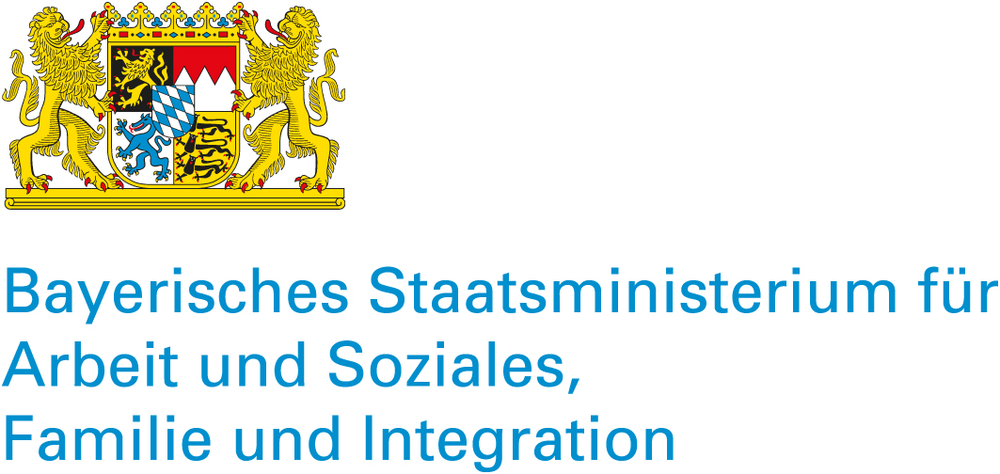 Bayerisches Staatsministerium für
Arbeit und Soziales,
Familie und Integration